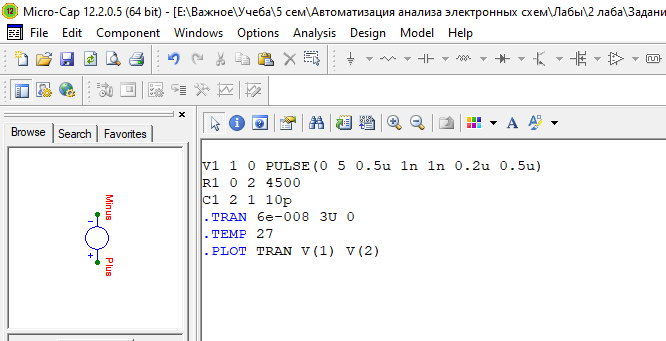 Micro-Cap 12.2.0.5 (64 bit) - [E:\Важное\Учеба\5 сем\Автоматизация анализа электронных схем\Лабы\2 лаба\Задани
File Edit Component Windows Options Analysis Design Model Help
Browse Search Favorites
Minus
Plus
V1 1 0 PULSE(0 5 0.5u 1n 1n 0.2u 0.5u)
R1 0 2 4500
C1 2 1 10p
.TRAN 6e-008 3U 0
.TEMP 27
.PLOT TRAN V(1) V(2)